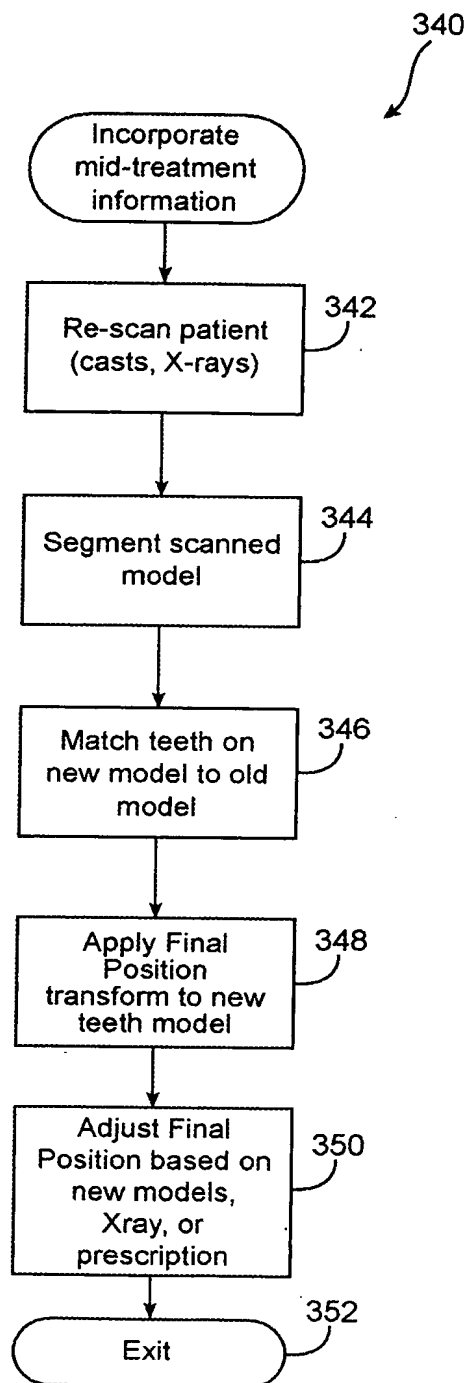 340
Incorporate
mid-treatment
information
342
Re-scan patient
(casts, X-rays)
344
Segment scanned
model
346
Match teeth on
new model to old
model
348
Apply Final
Position
transform to new
teeth model
350
Adjust Final
Position based on
new models,
Xray, or
prescription
352
Exit